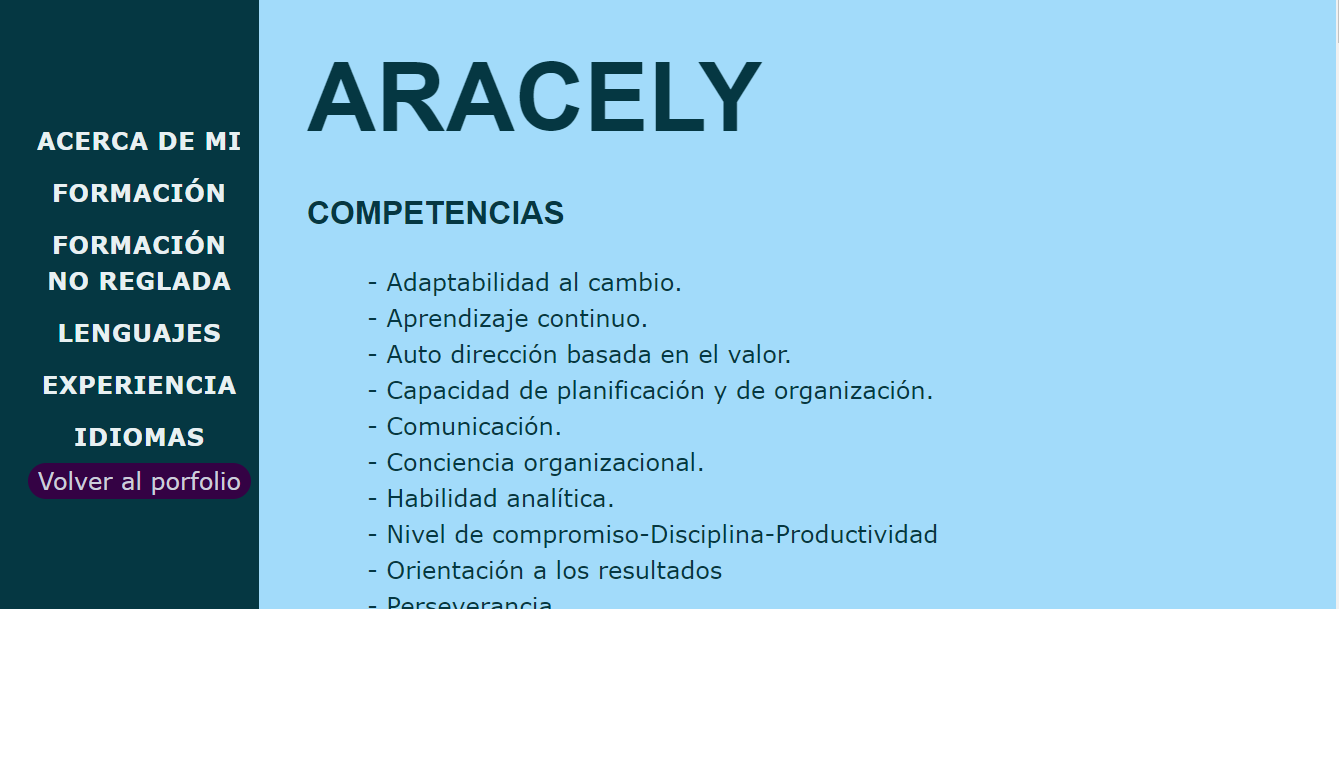 ACERCA DE MI
FORMACIÓN
FORMACIÓN
NO REGLADA
LENGUAJES
EXPERIENCIA
IDIOMAS
Volver al porfolio
ARACELY
COMPETENCIAS
- Adaptabilidad al cambio.
- Aprendizaje continuo.
- Auto dirección basada en el valor.
- Capacidad de planificación y de organización.
- Comunicación.
- Conciencia organizacional.
- Habilidad analítica.
- Nivel de compromiso-Disciplina-Productividad
- Orientación a los resultados
- Perseverancia